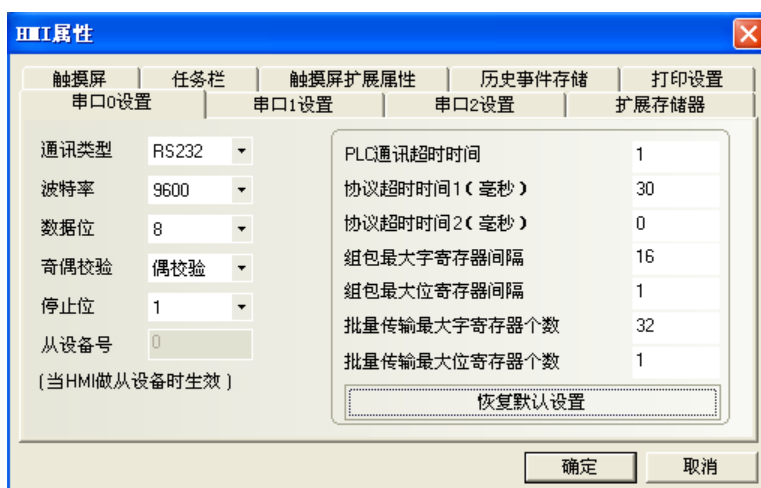 HMI属性
触摸屏 任务栏 触摸屏扩展属性 历史事件存储 打印设置
串口0设置 串口1设置 串口2设置 扩展存储器
通讯类型 RS232
波特率 9600
数据位 8
奇偶校验 偶校验
停止位 1
从设备号 0
(当HMI做从设备时生效)
PLC通讯超时时间 1
协议超时时间1(毫秒) 30
协议超时时间2(毫秒) 0
组包最大字寄存器间隔 16
组包最大位寄存器间隔 1
批量传输最大字寄存器个数 32
批量传输最大位寄存器个数 1
恢复默认设置
确定 取消